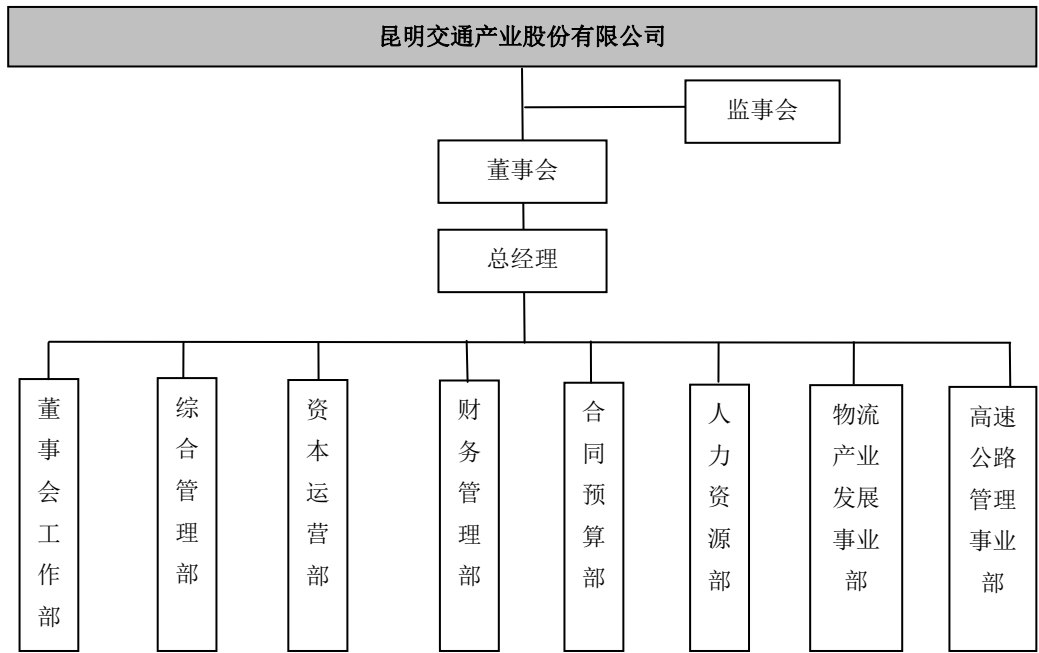 昆明交通产业股份有限公司
监事会
董事会
总经理
董事会工作部
综合管理部
资本运营部
财务管理部
合同预算部
人力资源部
物流产业发展事业部
高速公路管理事业部